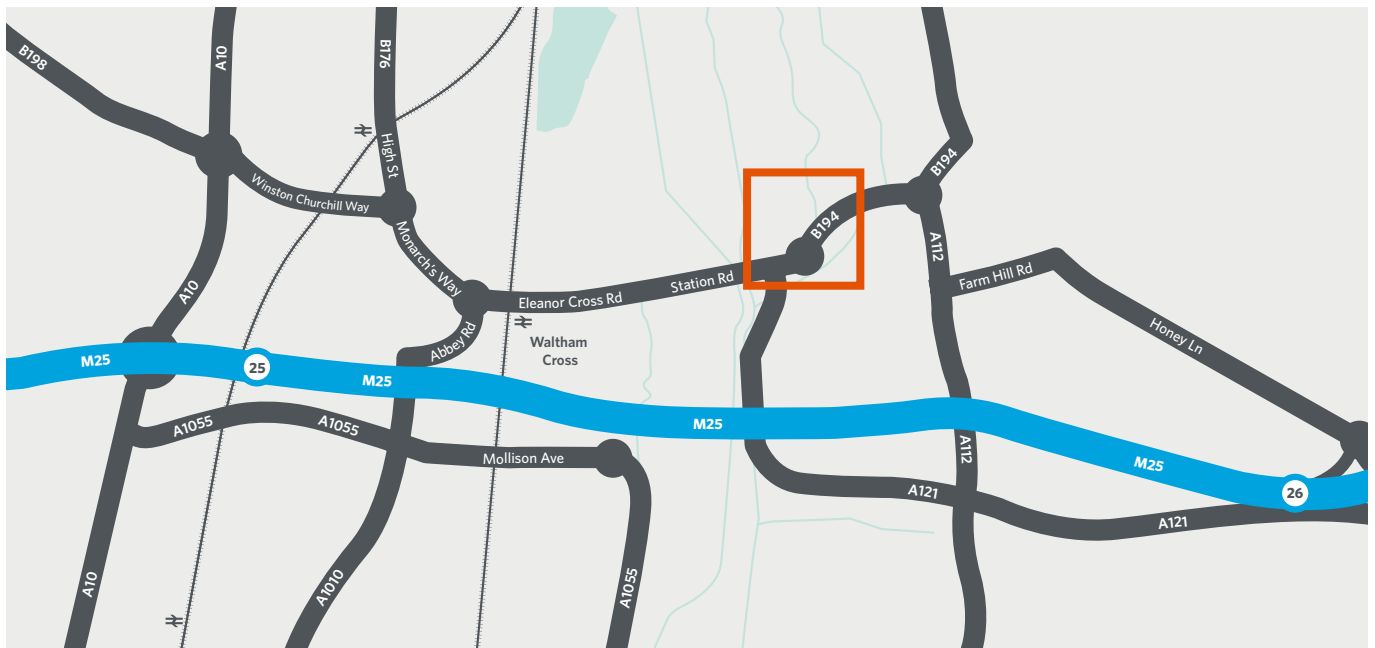 B198
A10
B176
High St
Winston Churchill Way
Monarch's Way
A10
Abbey Rd
Eleanor Cross Rd
Station Rd
B194
B194
A112
Farm Hill Rd
Honey Ln
Waltham
Cross
M25
25
M25
M25
M25
26
A1055
A1055
Mollison Ave
A112
A121
A121
A10
A1010
A1055